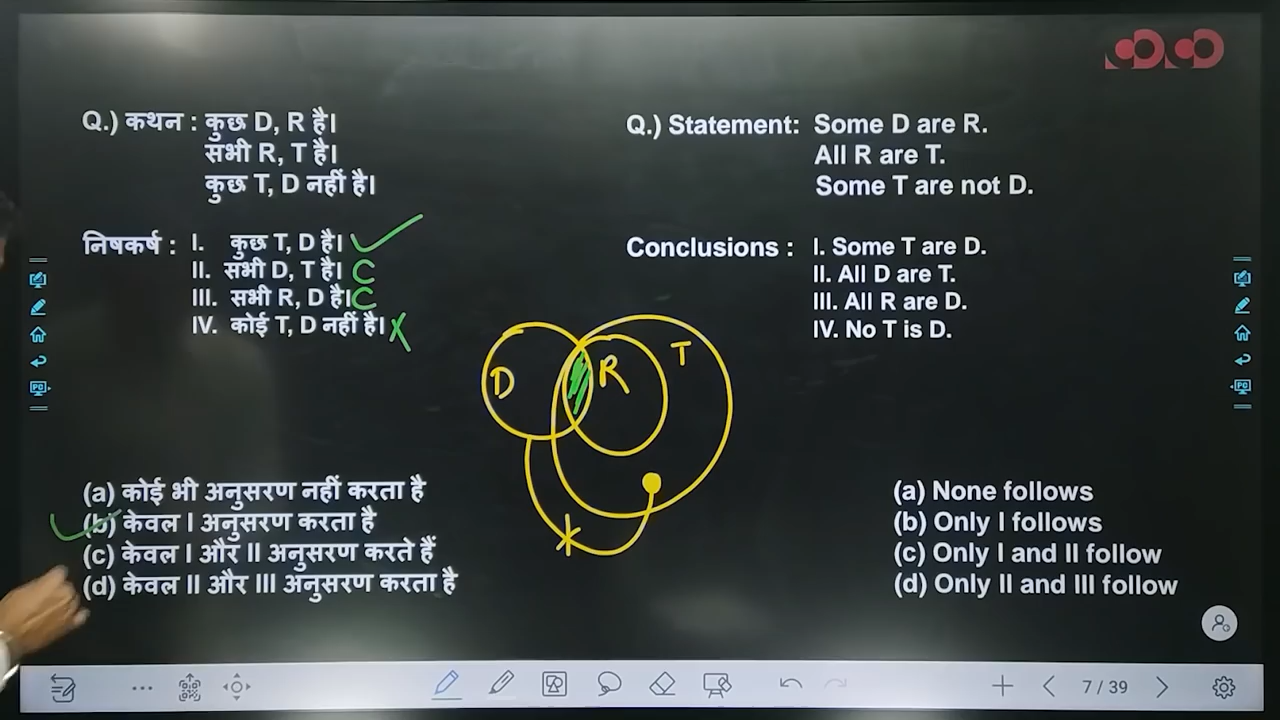 Q.) कथन : कुछ D, R है।
सभी R, T है।
कुछ T, D नहीं है।
निषकर्ष : I. कुछ T, D है।
II. सभी D, T है। C
III. सभी R, D है। C
IV. कोई T, D नहीं है। X
(a) कोई भी अनुसरण नहीं करता है
(b) केवल I अनुसरण करता है
(c) केवल I और II अनुसरण करते हैं
(d) केवल II और III अनुसरण करता है
Q.) Statement: Some D are R.
All R are T.
Some T are not D.
Conclusions : I. Some T are D.
II. All D are T.
III. All R are D.
IV. No T is D.
D R T
(a) None follows
(b) Only I follows
(c) Only I and II follow
(d) Only II and III follow
PC
PC
7 / 39